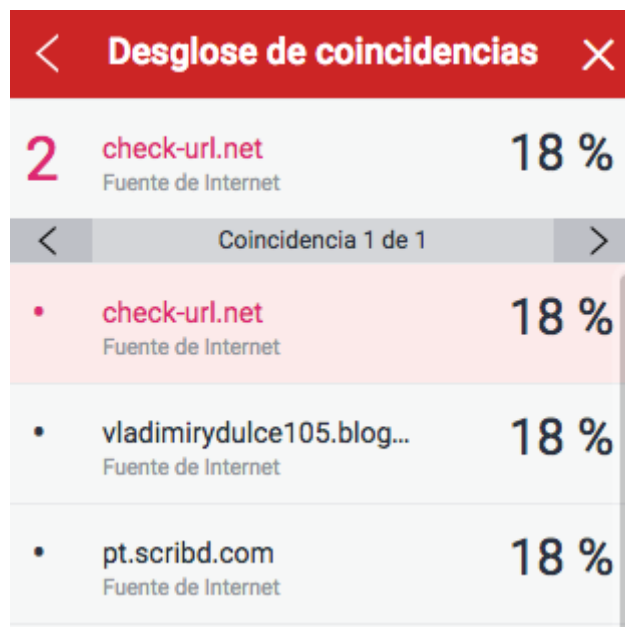 Desglose de coincidencias
2 check-url.net 18 %
Fuente de Internet
Coincidencia 1 de 1
• check-url.net 18 %
Fuente de Internet
• vladimirydulce105.blog... 18 %
Fuente de Internet
• pt.scribd.com 18 %
Fuente de Internet